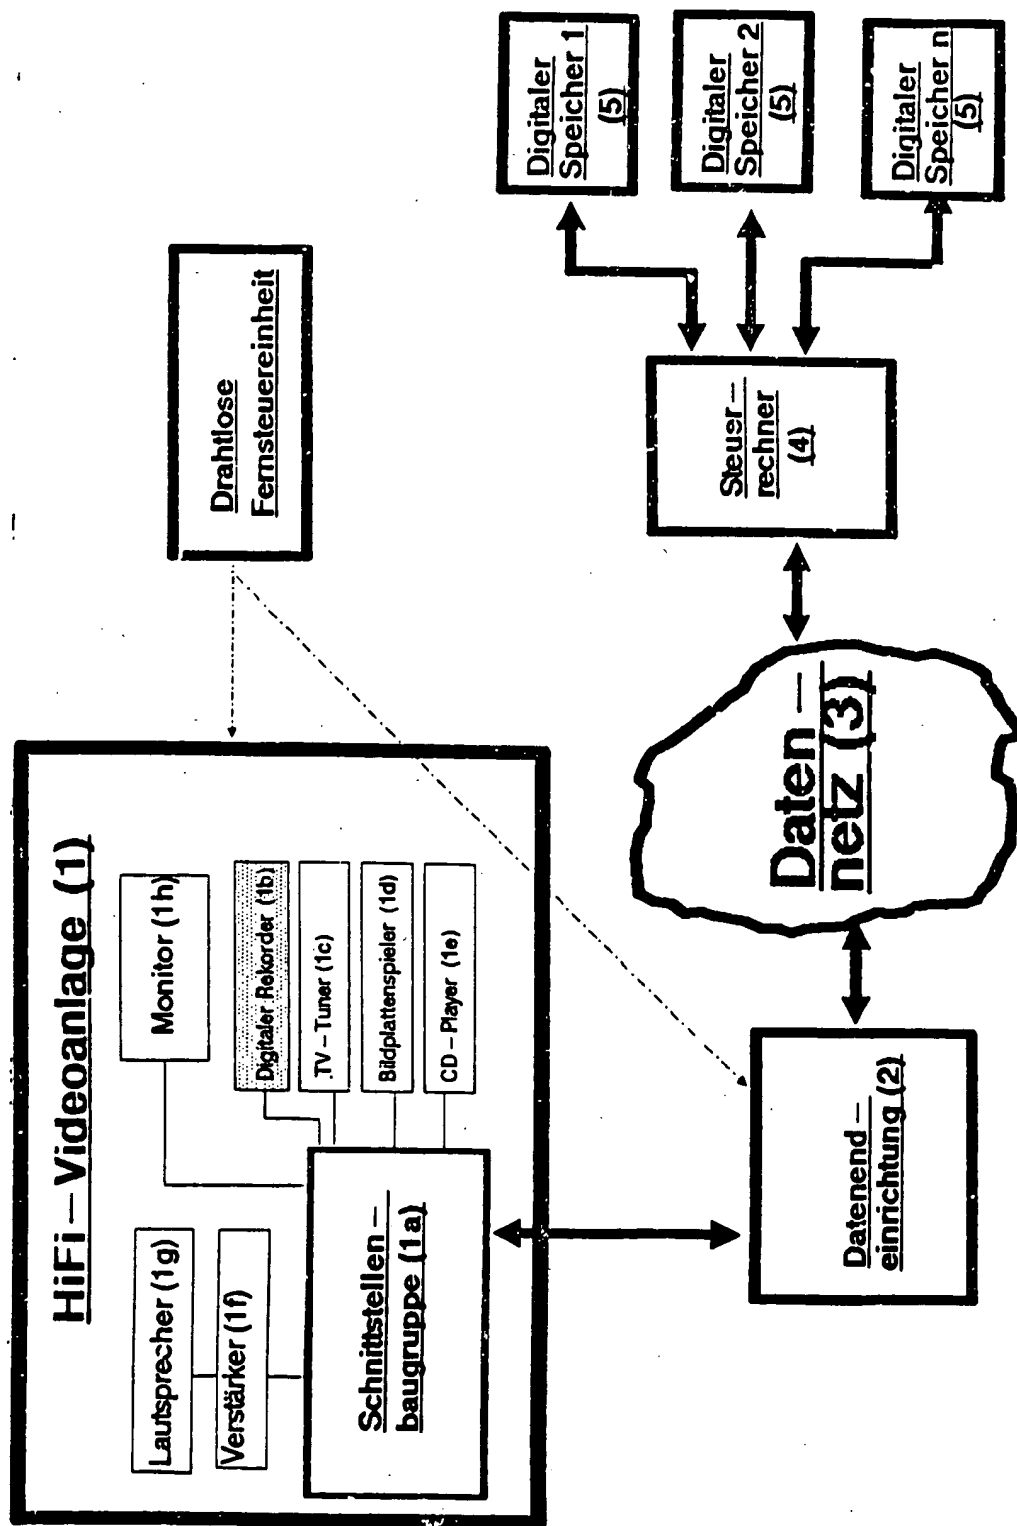 HiFi – Videoanlage (1)
Lautsprecher (1g)
Verstärker (1f)
Monitor (1h)
Digitaler Rekorder (1b)
TV – Tuner (1c)
Bildplattenspieler (1d)
CD – Player (1e)
Schnittstellen –
baugruppe (1a)
Drahtlose
Fernsteuereinheit
Datenend –
einrichtung (2)
Daten –
netz (3)
Steuer –
rechner
(4)
Digitaler
Speicher 1
(5)
Digitaler
Speicher 2
(5)
Digitaler
Speicher n
(5)